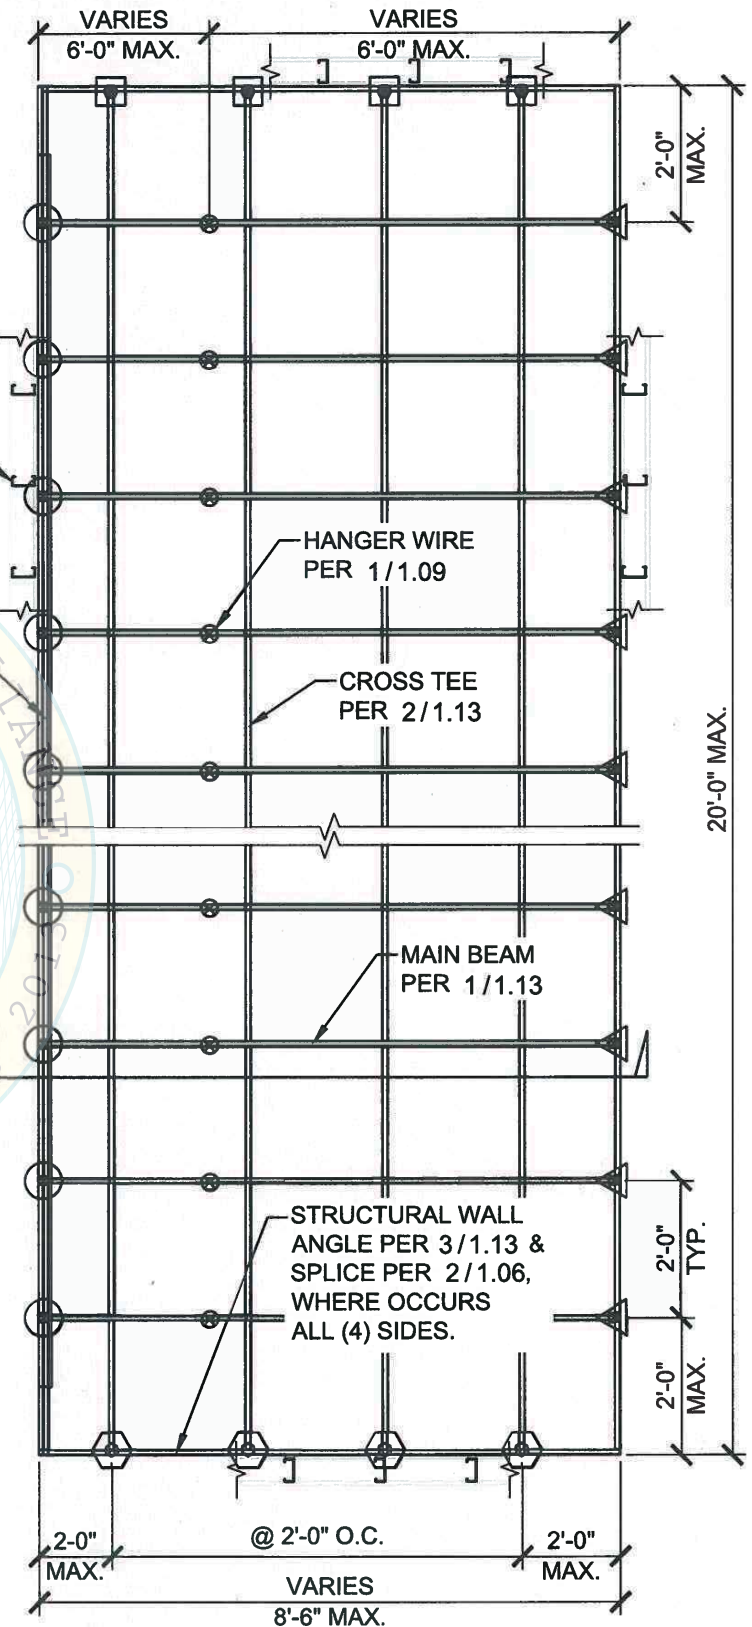 VARIES
6'-0" MAX.
VARIES
6'-0" MAX.
2'-0"
MAX.
HANGER WIRE
PER 1/1.09
CROSS TEE
PER 2/1.13
20'-0" MAX.
MAIN BEAM
PER 1/1.13
STRUCTURAL WALL
ANGLE PER 3/1.13 &
SPLICE PER 2/1.06,
WHERE OCCURS
ALL (4) SIDES.
2'-0"
TYP.
2'-0"
MAX.
2-0"
MAX.
@ 2'-0" O.C.
2'-0"
MAX.
VARIES
8'-6" MAX.
2013